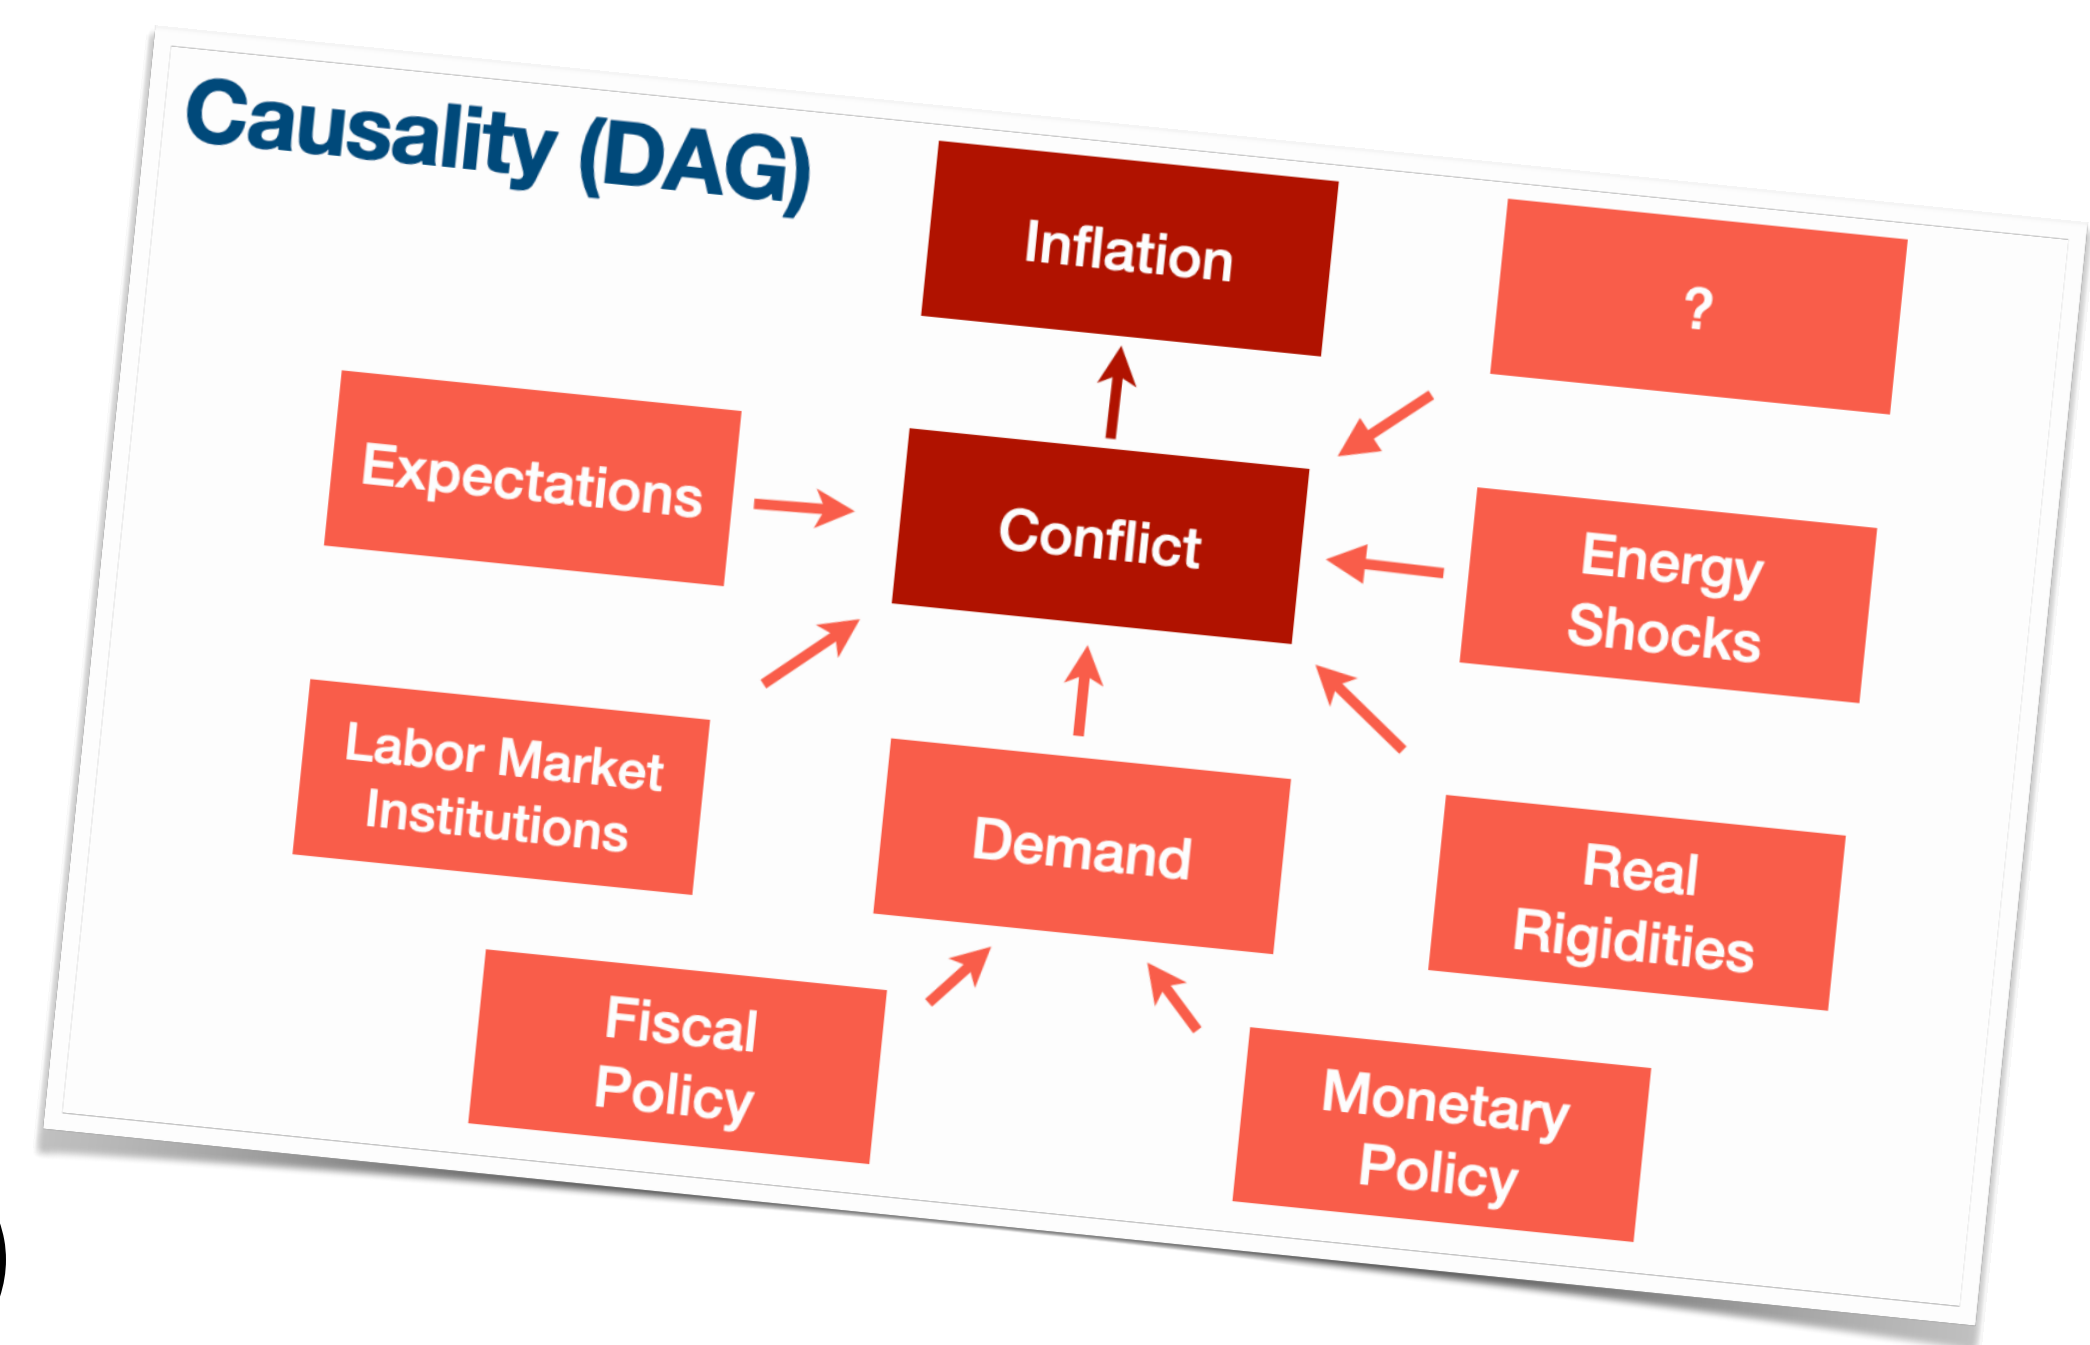 Causality (DAG)
Inflation
?
Expectations
Conflict
Energy
Shocks
Labor Market
Institutions
Demand
Real
Rigidities
Fiscal
Policy
Monetary
Policy